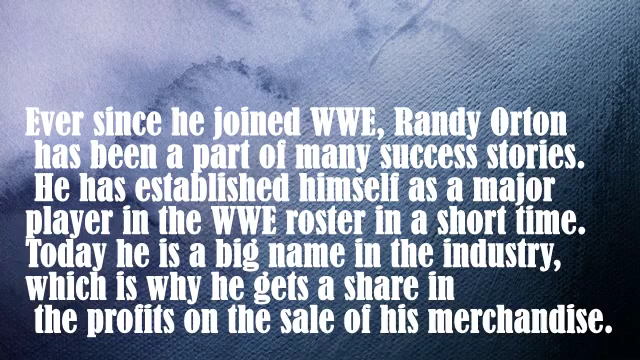 Ever since he joined WWE, Randy Orton
has been a part of many success stories.
He has established himself as a major
player in the WWE roster in a short time.
Today he is a big name in the industry,
which is why he gets a share in
the profits on the sale of his merchandise.